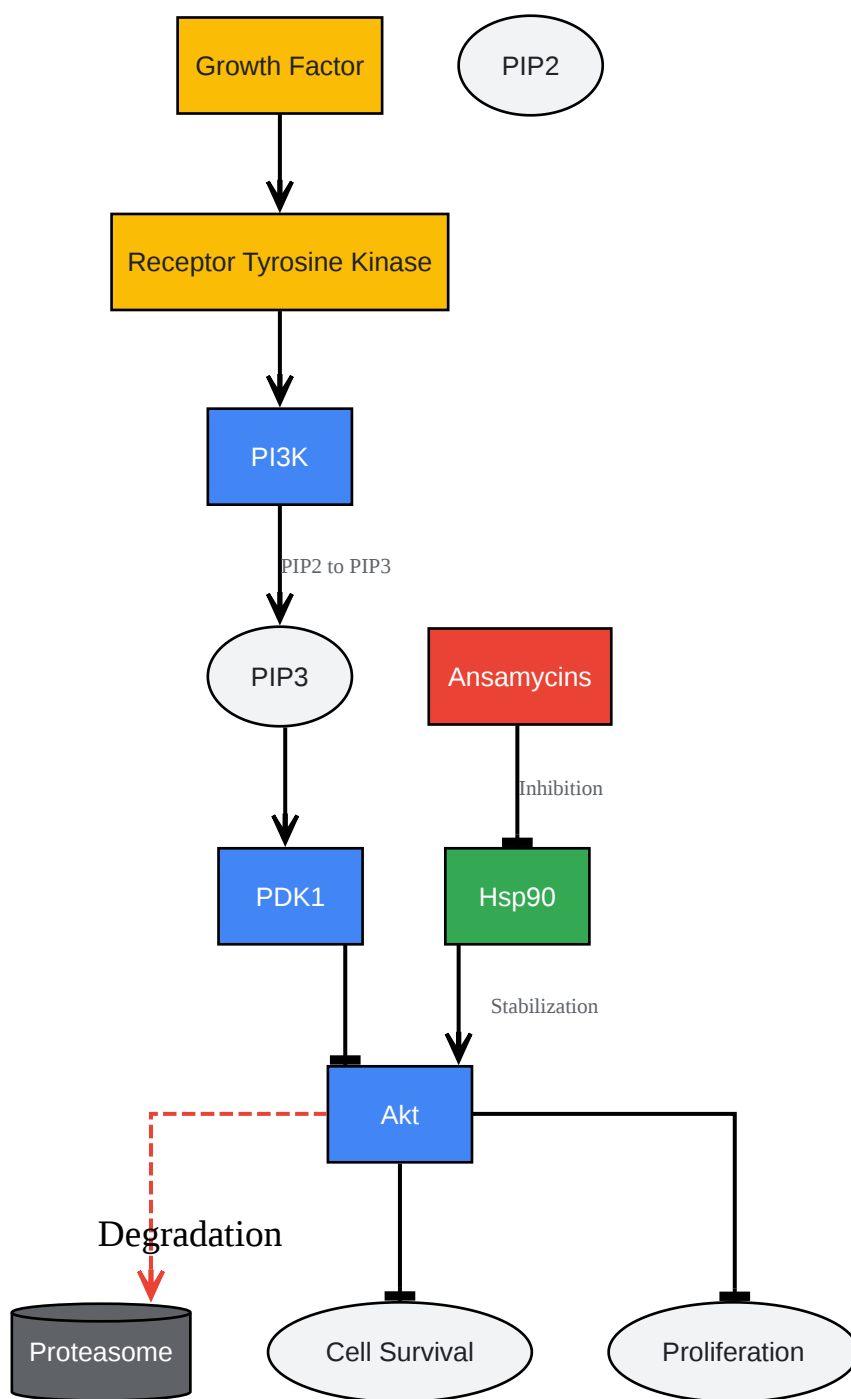 Growth Factor
PIP2
Receptor Tyrosine Kinase
PI3K
PIP2 to PIP3
PIP3
Ansamycins
Inhibition
PDK1
Hsp90
Stabilization
Akt
Degradation
Proteasome
Cell Survival
Proliferation